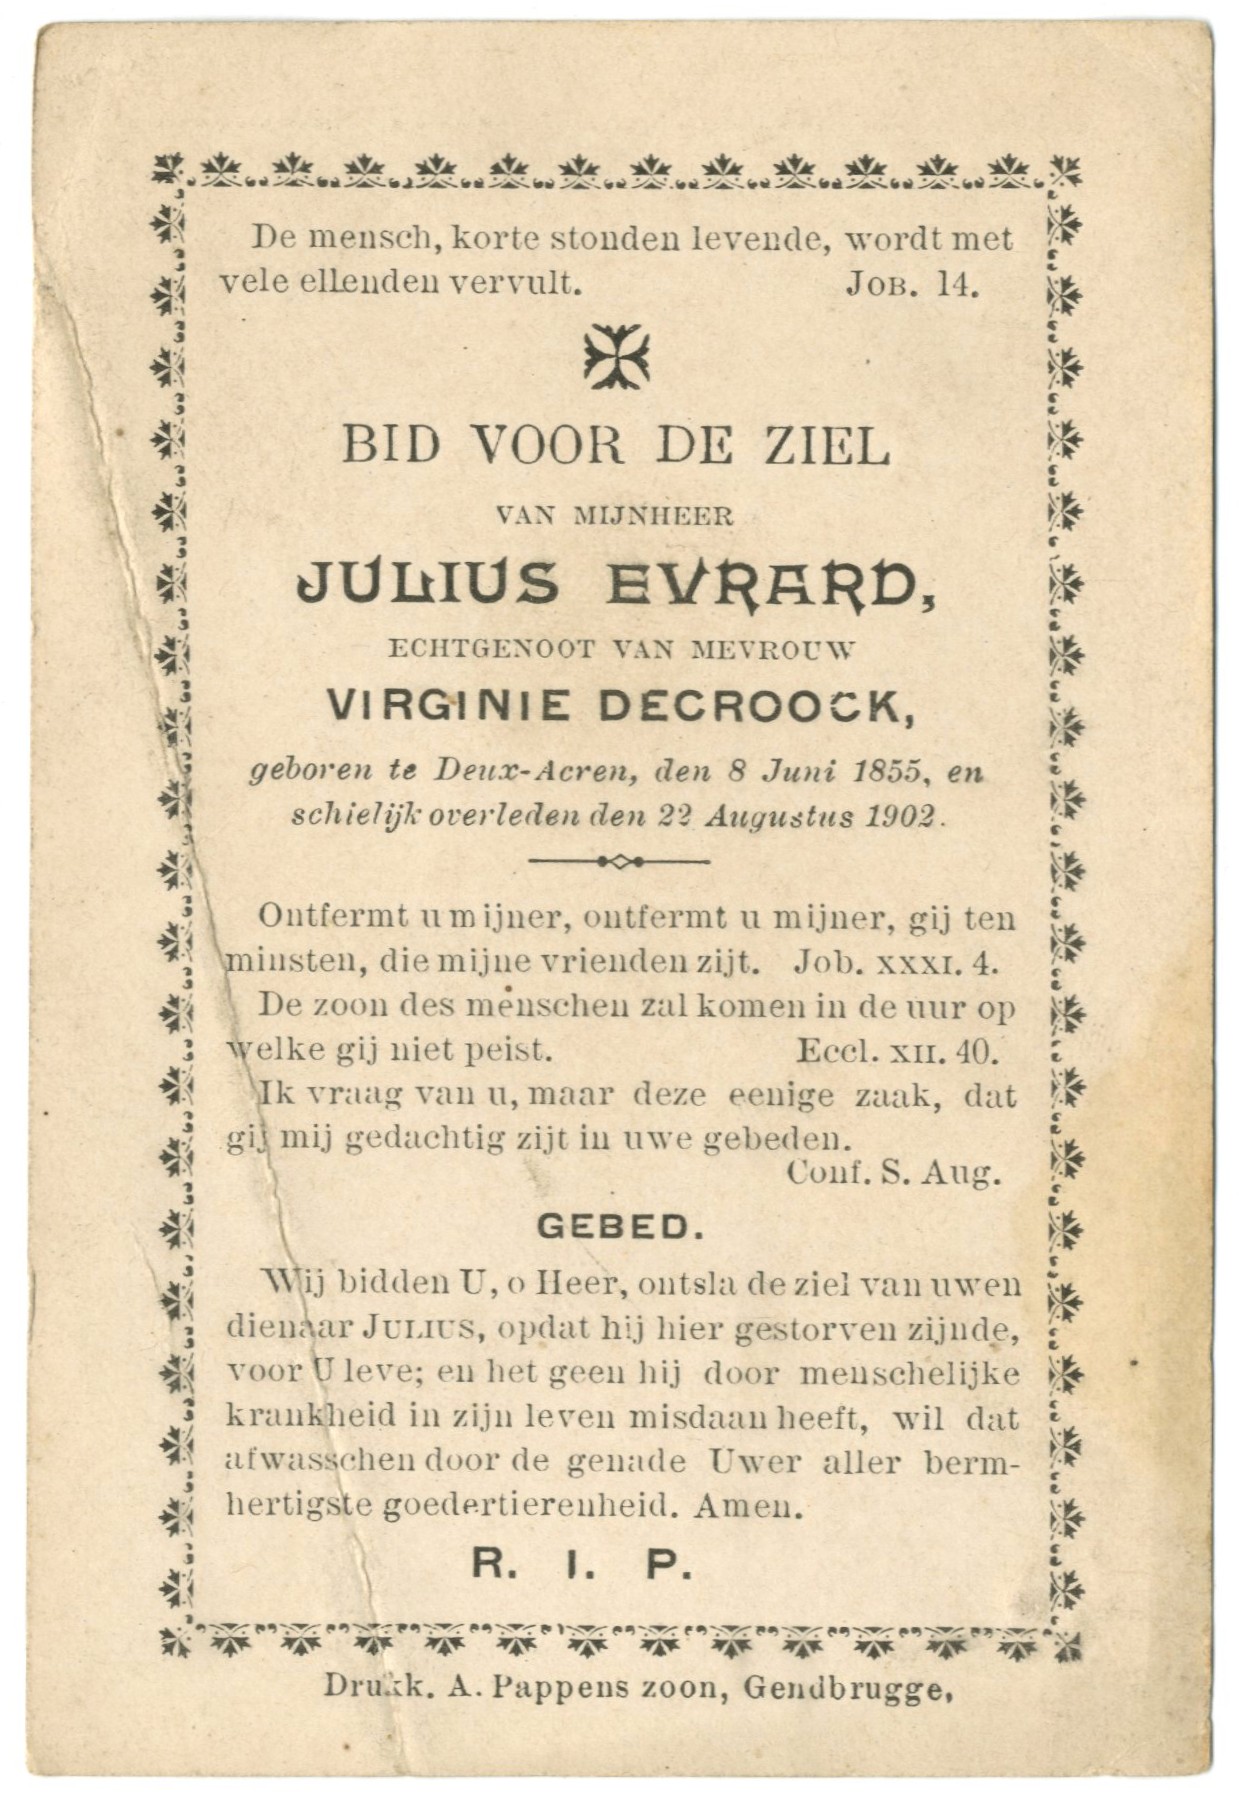 De mensch, korte stonden levende, wordt met
vele ellenden vervult. JOB. 14.
BID VOOR DE ZIEL
VAN MIJNHEER
JULIUS EVRARD,
ECHTGENOOT VAN MEVROUW
VIRGINIE DECROOCK,
geboren te Deux-Acren, den 8 Juni 1855, en
schielijk overleden den 22 Augustus 1902.
Ontfermt u mijner, ontfermt u mijner, gij ten
minsten, die mijne vrienden zijt. Job. XXXI. 4.
De zoon des menschen zal komen in de uur op
welke gij niet peist. Eccl. XII. 40.
Ik vraag van u, maar deze eenige zaak, dat
gij mij gedachtig zijt in uwe gebeden.
Conf. S. Aug.
GEBED.
Wij bidden U, o Heer, ontsla de ziel van uwen
dienaar JULIUS, opdat hij hier gestorven zijnde,
voor U leve; en het geen hij door menschelijke
krankheid in zijn leven misdaan heeft, wil dat
afwasschen door de genade Uwer aller berm-
hertigste goedertierenheid. Amen.
R. I. P.
Drukk. A. Pappens zoon, Gendbrugge,